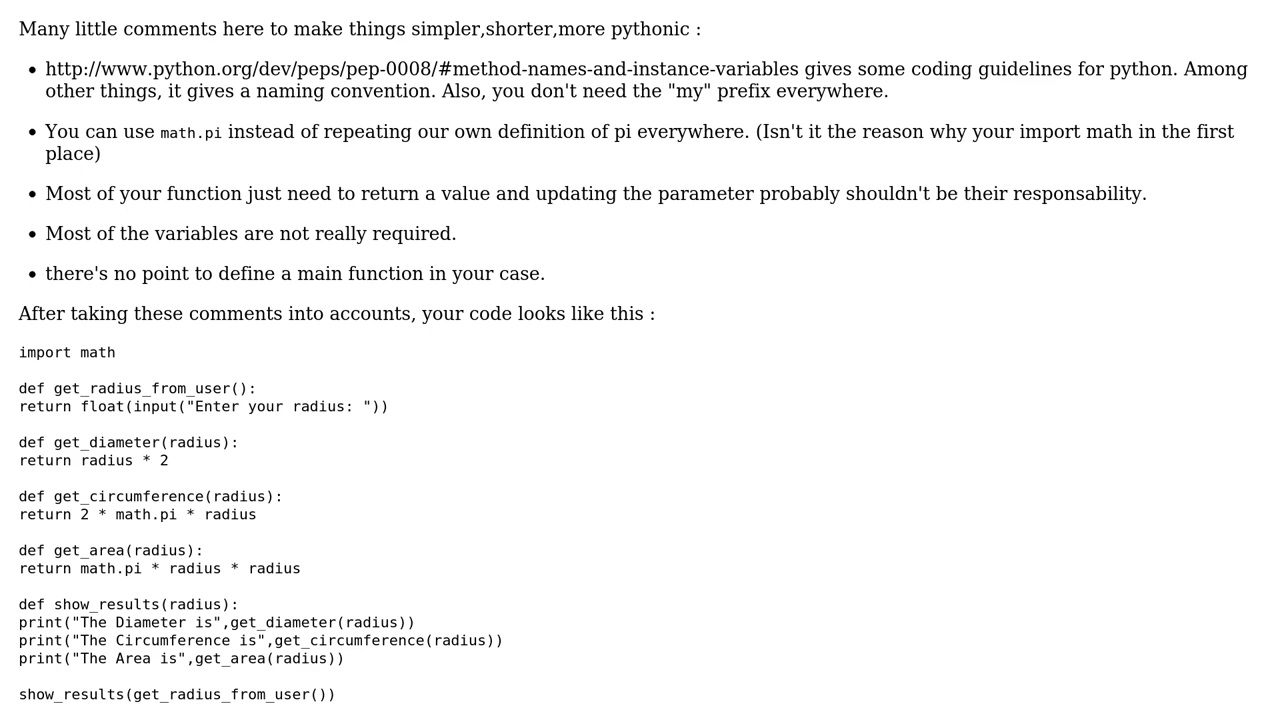 Many little comments here to make things simpler,shorter,more pythonic :
• http://www.python.org/dev/peps/pep-0008/#method-names-and-instance-variables gives some coding guidelines for python. Among
other things, it gives a naming convention. Also, you don't need the "my" prefix everywhere.
• You can use math.pi instead of repeating our own definition of pi everywhere. (Isn't it the reason why your import math in the first
place)
• Most of your function just need to return a value and updating the parameter probably shouldn't be their responsability.
• Most of the variables are not really required.
• there's no point to define a main function in your case.
After taking these comments into accounts, your code looks like this :
import math
def get_radius_from_user():
return float(input("Enter your radius: "))
def get_diameter(radius):
return radius * 2
def get_circumference(radius):
return 2 * math.pi * radius
def get_area(radius):
return math.pi * radius * radius
def show_results(radius):
print("The Diameter is",get_diameter(radius))
print("The Circumference is",get_circumference(radius))
print("The Area is",get_area(radius))
show_results(get_radius_from_user())